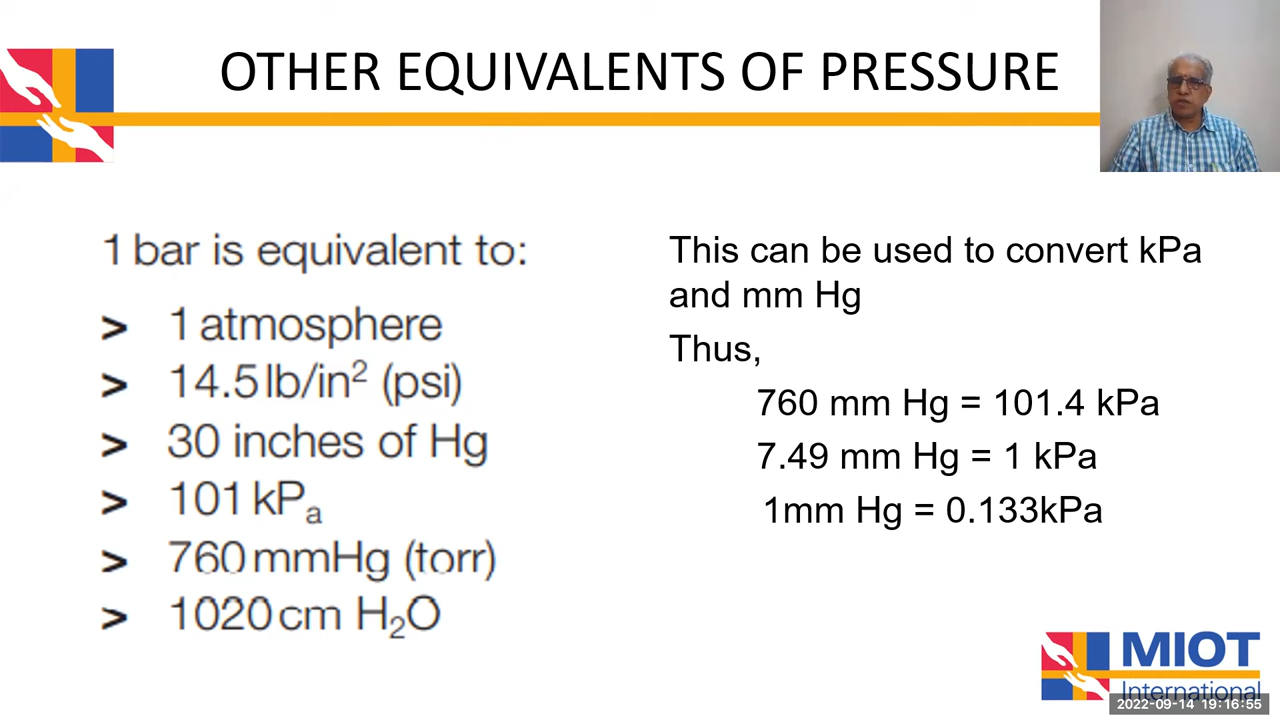 OTHER EQUIVALENTS OF PRESSURE
1 bar is equivalent to:
> 1 atmosphere
> 14.5 lb/in² (psi)
> 30 inches of Hg
> 101 kPₐ
> 760 mmHg (torr)
> 1020 cm H₂O
This can be used to convert kPa
and mm Hg
Thus,
760 mm Hg = 101.4 kPa
7.49 mm Hg = 1 kPa
1mm Hg = 0.133kPa
MIOT
International
2022-09-14 19:16:55